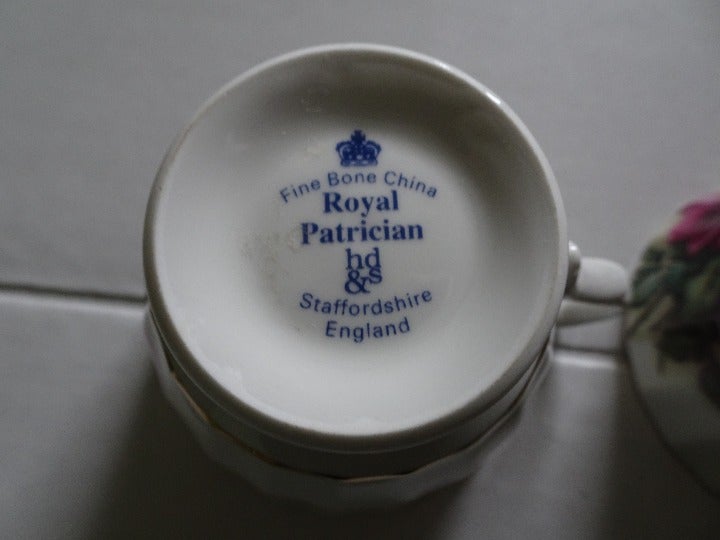 Fine Bone China
Royal
Patrician
hd
&s
Staffordshire
England